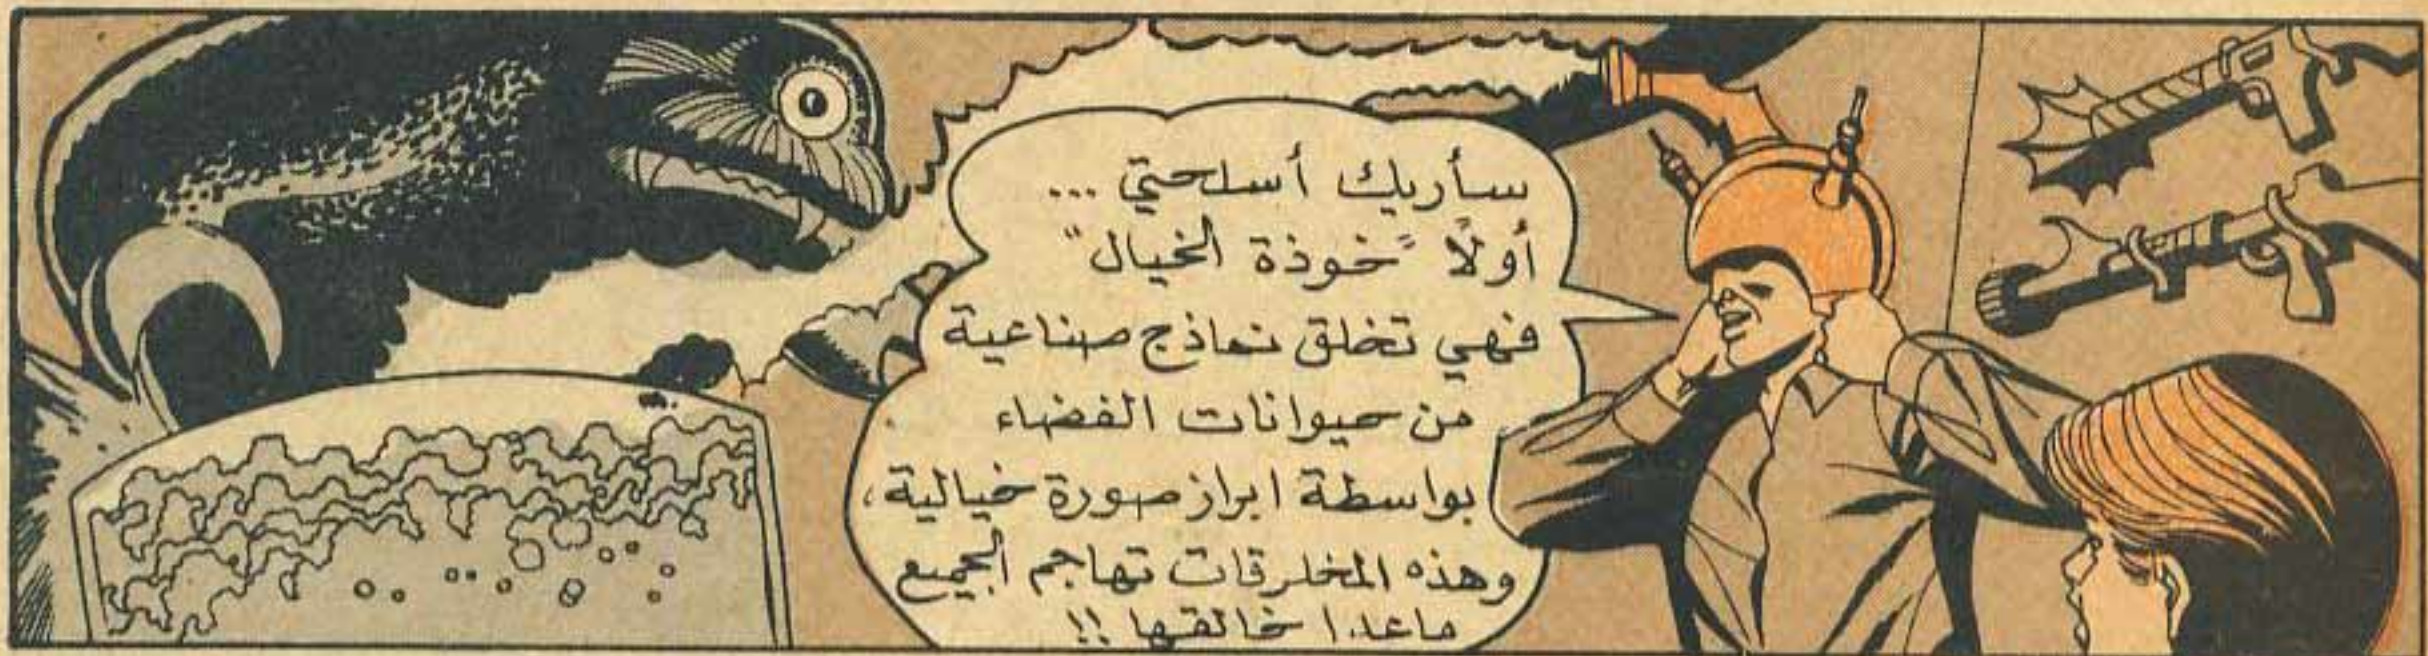 سأريك أسلحتي ...
أولًا "خوذة الخيال"
فهي تخلق نماذج صناعية
من حيوانات الفضاء
بواسطة ابراز صورة خيالية،
وهذه المخلوقات تهاجم الجميع
ماعدا خالقها !!